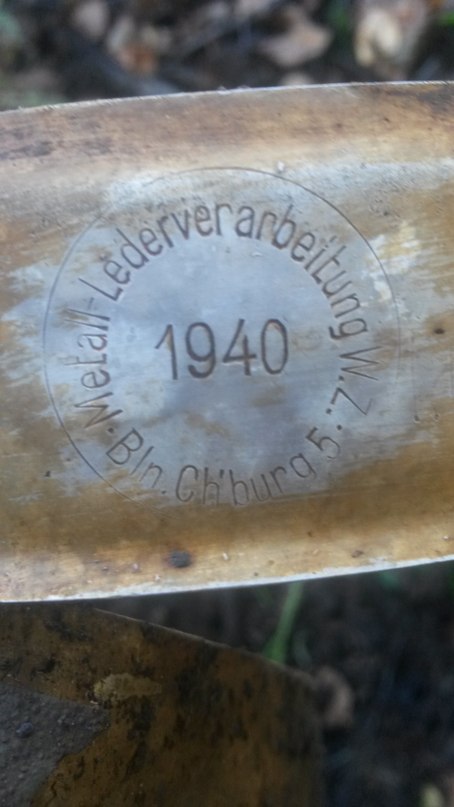 Metall-Lederverarbeitung W.Z.
1940
Bln. Ch'burg 5.